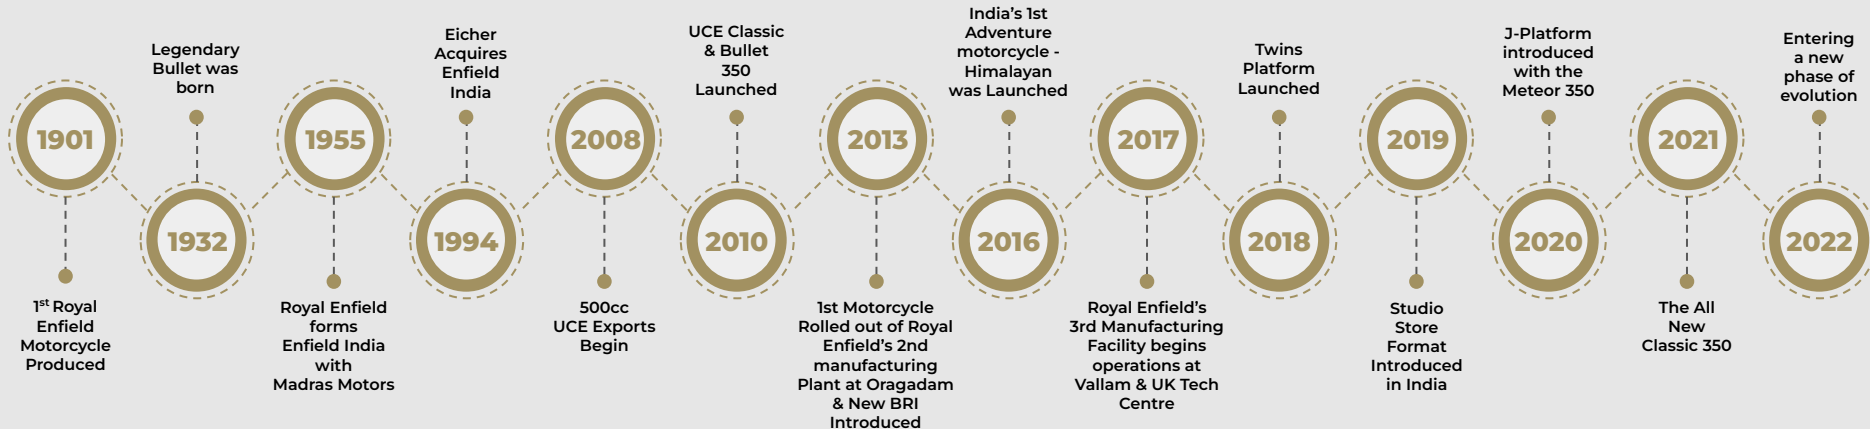 1901
1st Royal
Enfield
Motorcycle
Produced
Legendary
Bullet was
born
1932
1955
Royal Enfield
forms
Enfield India
with
Madras Motors
Eicher
Acquires
Enfield
India
1994
2008
500cc
UCE Exports
Begin
UCE Classic
& Bullet
350
Launched
2010
2013
1st Motorcycle
Rolled out of Royal
Enfield’s 2nd
manufacturing
Plant at Oragadam
& New BRI
Introduced
India’s 1st
Adventure
motorcycle -
Himalayan
was Launched
2016
2017
Royal Enfield’s
3rd Manufacturing
Facility begins
operations at
Vallam & UK Tech
Centre
Twins
Platform
Launched
2018
2019
Studio
Store
Format
Introduced
in India
J-Platform
introduced
with the
Meteor 350
2020
2021
The All
New
Classic 350
Entering
a new
phase of
evolution
2022